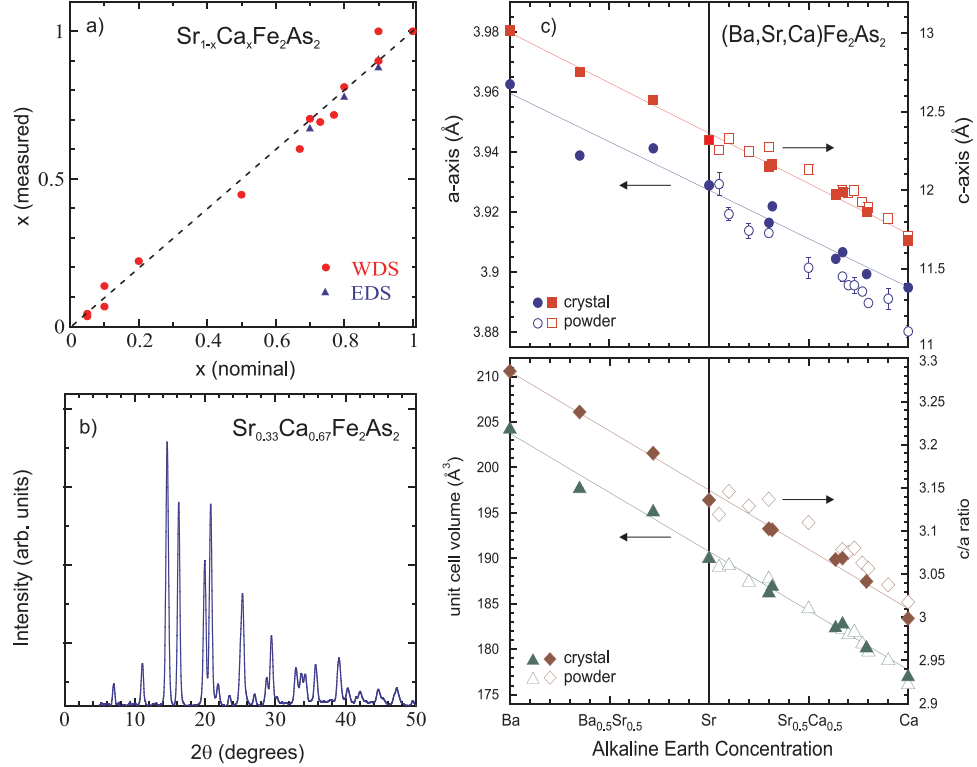 a)
Sr1-xCaxFe2As2
x (measured)
1
0.5
0
WDS
EDS
0 0.2 0.4 0.6 0.8 1
x (nominal)
b)
Sr0.33Ca0.67Fe2As2
Intensity (arb. units)
0 10 20 30 40 50
2θ (degrees)
c)
(Ba,Sr,Ca)Fe2As2
a-axis (Å)
3.98
3.96
3.94
3.92
3.9
3.88
c-axis (Å)
13
12.5
12
11.5
11
crystal
powder
unit cell volume (Å3)
210
205
200
195
190
185
180
175
c/a ratio
3.3
3.25
3.2
3.15
3.1
3.05
3
2.95
2.9
crystal
powder
Ba Ba0.5Sr0.5 Sr Sr0.5Ca0.5 Ca
Alkaline Earth Concentration